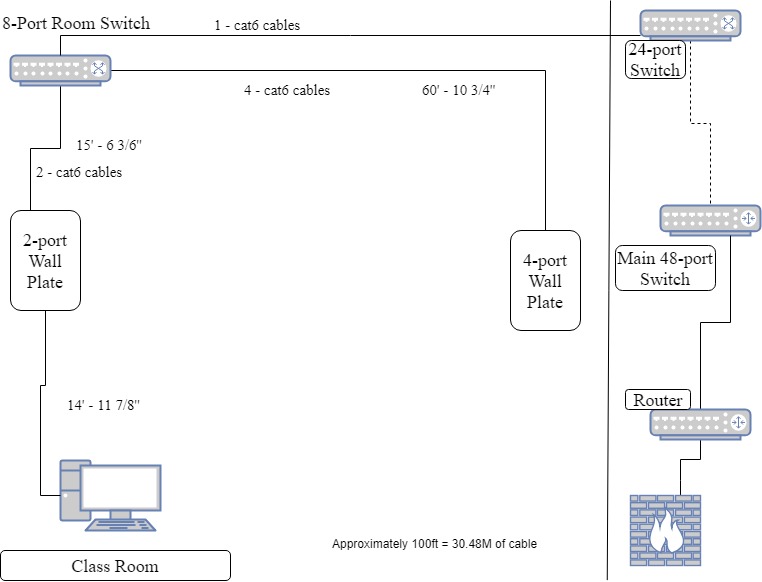 8-Port Room Switch
1 - cat6 cables
24-port
Switch
4 - cat6 cables
60' - 10 3/4"
15' - 6 3/6"
2 - cat6 cables
2-port
Wall
Plate
4-port
Wall
Plate
Main 48-port
Switch
Router
14' - 11 7/8"
Approximately 100ft = 30.48M of cable
Class Room